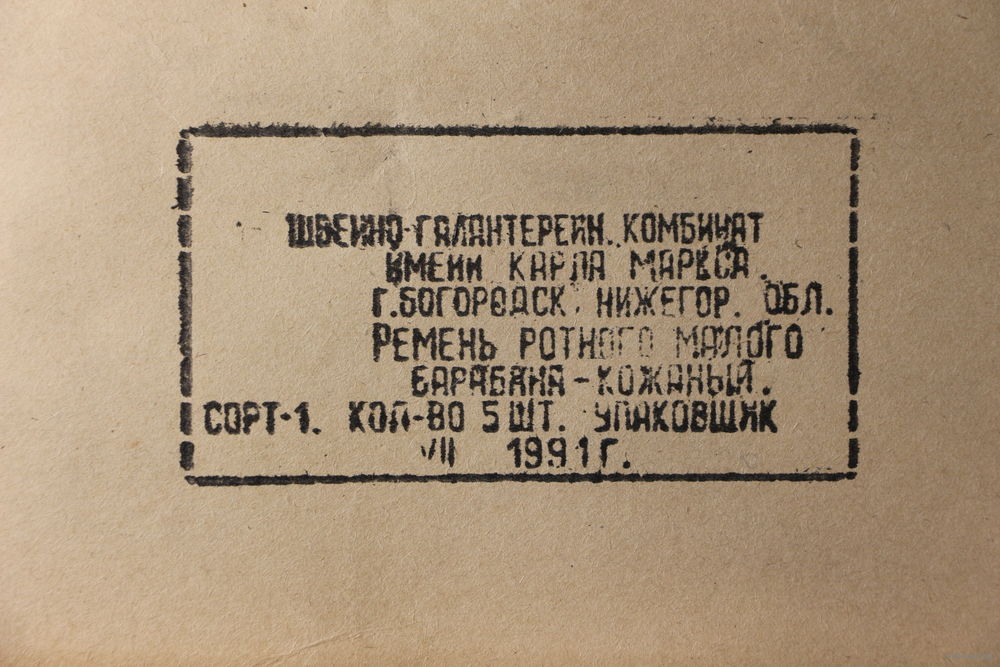 ШВЕЙНО-ГАЛАНТЕРЕЙН. КОМБИНАТ
ИМЕНИ КАРЛА МАРКСА.
Г.БОГОРОДСК. НИЖЕГОР. ОБЛ.
РЕМЕНЬ РОТНОГО МАЛОГО
БАРАБАНА-КОЖАНЫЙ.
СОРТ-1. КОЛ-ВО 5 ШТ. УПАКОВЩИК
VII 1991Г.